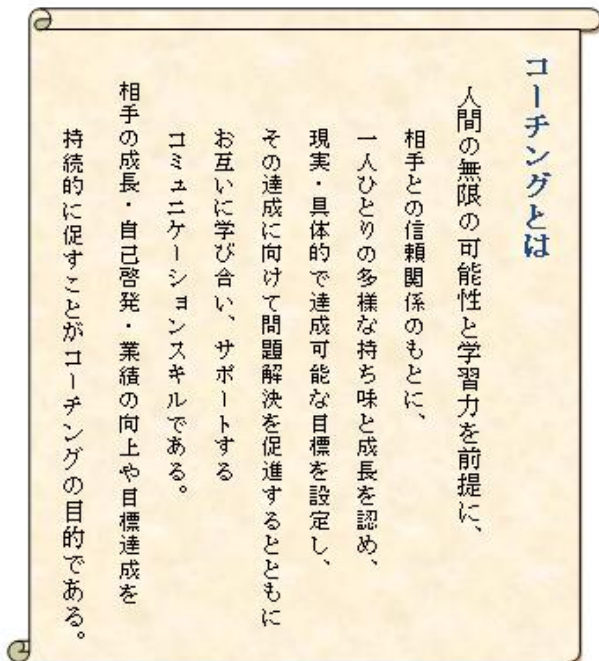 コーチングとは
人間の無限の可能性と学習力を前提に、
相手との信頼関係のもとに、
一人ひとりの多様な持ち味と成長を認め、
現実・具体的で達成可能な目標を設定し、
その達成に向けて問題解決を促進するとともに
お互いに学び合い、サポートする
コミュニケーションスキルである。
相手の成長・自己啓発・業績の向上や目標達成を
持続的に促すことがコーチングの目的である。